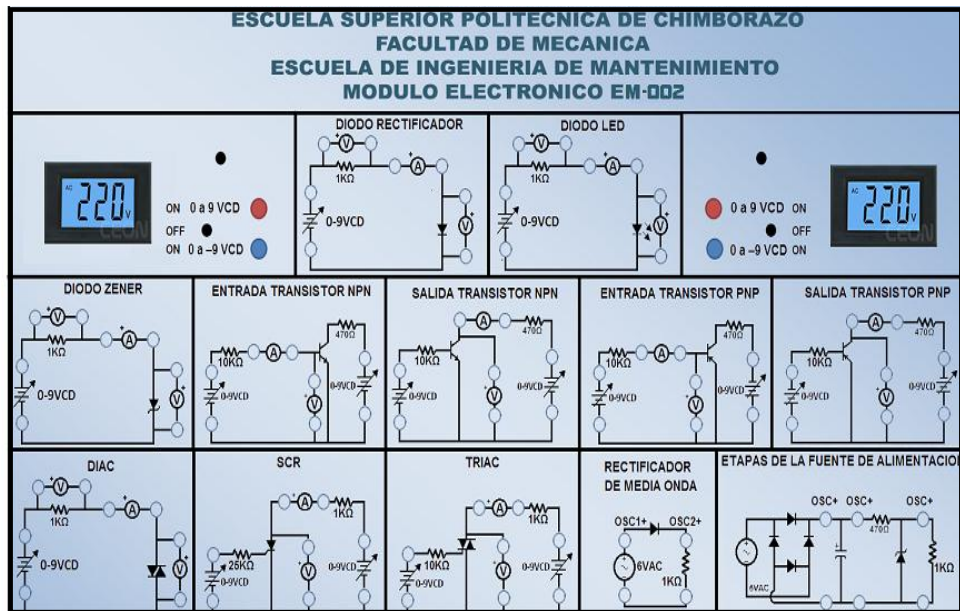 ESCUELA SUPERIOR POLITECNICA DE CHIMBORAZO
FACULTAD DE MECANICA
ESCUELA DE INGENIERIA DE MANTENIMIENTO
MODULO ELECTRONICO EM-002
AC 220 V
CEON
ON 0 a 9 VCD
OFF
ON 0 a -9 VCD
DIODO RECTIFICADOR
+ V
1KΩ
+ A
0-9VCD
+ V
DIODO LED
+ V
1KΩ
+ A
0-9VCD
+ V
0 a 9 VCD ON
OFF
0 a -9 VCD ON
AC 220 V
CEON
DIODO ZENER
+ V
1KΩ
+ A
0-9VCD
+ V
ENTRADA TRANSISTOR NPN
470Ω
10KΩ
+ A
0-9VCD
+ V
0-9VCD
SALIDA TRANSISTOR NPN
+ A
470Ω
10KΩ
0-9VCD
+ V
0-9VCD
ENTRADA TRANSISTOR PNP
470Ω
10KΩ
+ A
0-9VCD
+ V
0-9VCD
SALIDA TRANSISTOR PNP
+ A
470Ω
10KΩ
0-9VCD
+ V
0-9VCD
DIAC
+ V
1KΩ
+ A
0-9VCD
+ V
SCR
+ A
1KΩ
25KΩ
0-9VCD
+ V
0-9VCD
TRIAC
+ A
1KΩ
10KΩ
0-9VCD
+ V
0-9VCD
RECTIFICADOR
DE MEDIA ONDA
OSC1+ OSC2+
6VAC
1KΩ
ETAPAS DE LA FUENTE DE ALIMENTACION
OSC+ OSC+ OSC+
470Ω
1KΩ
6VAC